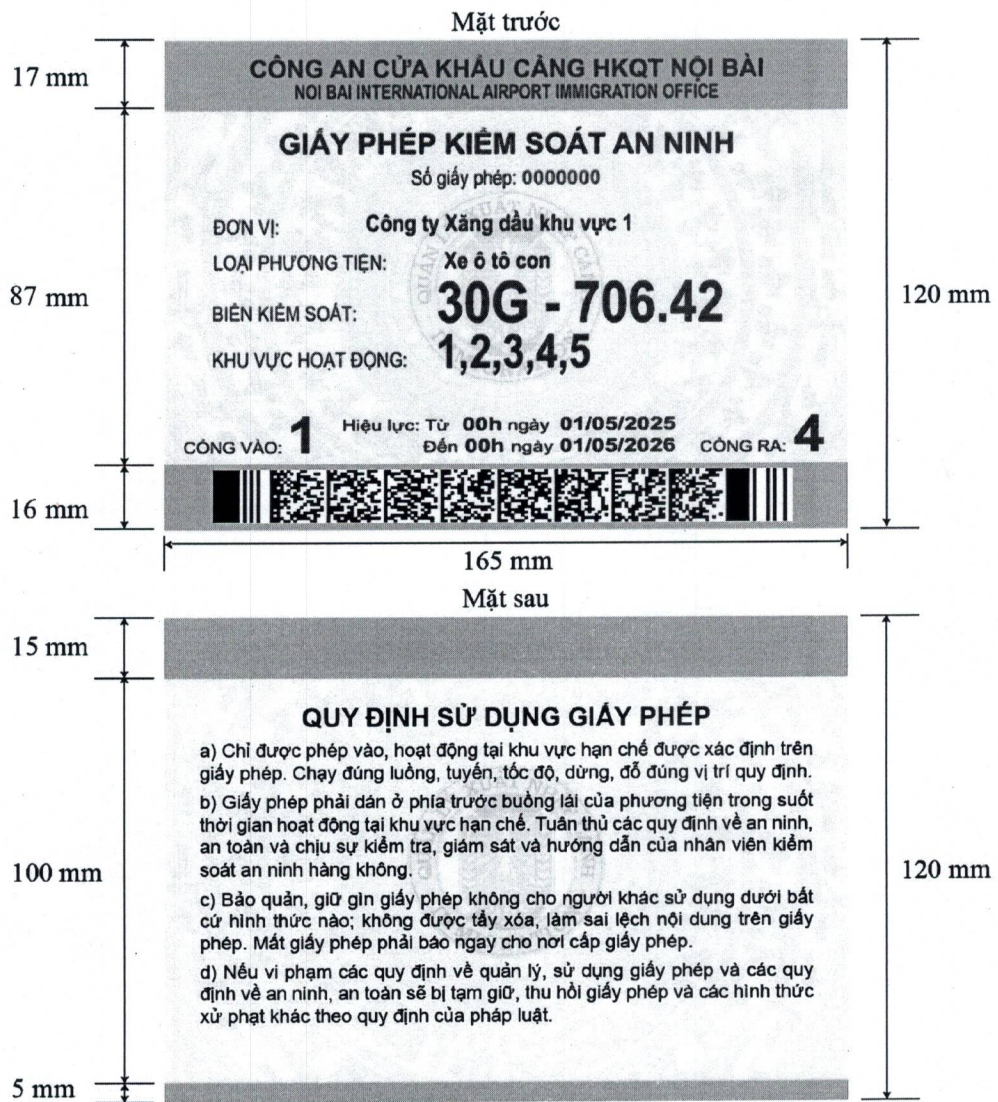 Mặt trước
17 mm
CÔNG AN CỬA KHẨU CẢNG HKQT NỘI BÀI
NOI BAI INTERNATIONAL AIRPORT IMMIGRATION OFFICE
GIẤY PHÉP KIỂM SOÁT AN NINH
Số giấy phép: 0000000
ĐƠN VỊ: Công ty Xăng dầu khu vực 1
LOẠI PHƯƠNG TIỆN: Xe ô tô con
87 mm
120 mm
BIỂN KIỂM SOÁT: 30G - 706.42
KHU VỰC HOẠT ĐỘNG: 1,2,3,4,5
CỔNG VÀO: 1
Hiệu lực: Từ 00h ngày 01/05/2025
Đến 00h ngày 01/05/2026
CỔNG RA: 4
16 mm
165 mm
Mặt sau
15 mm
QUY ĐỊNH SỬ DỤNG GIẤY PHÉP
a) Chỉ được phép vào, hoạt động tại khu vực hạn chế được xác định trên
giấy phép. Chạy đúng luồng, tuyến, tốc độ, dừng, đỗ đúng vị trí quy định.
b) Giấy phép phải dán ở phía trước buồng lái của phương tiện trong suốt
thời gian hoạt động tại khu vực hạn chế. Tuân thủ các quy định về an ninh,
an toàn và chịu sự kiểm tra, giám sát và hướng dẫn của nhân viên kiểm
soát an ninh hàng không.
100 mm
120 mm
c) Bảo quản, giữ gìn giấy phép không cho người khác sử dụng dưới bất
cứ hình thức nào; không được tẩy xóa, làm sai lệch nội dung trên giấy
phép. Mất giấy phép phải báo ngay cho nơi cấp giấy phép.
d) Nếu vi phạm các quy định về quản lý, sử dụng giấy phép và các quy
định về an ninh, an toàn sẽ bị tạm giữ, thu hồi giấy phép và các hình thức
xử phạt khác theo quy định của pháp luật.
5 mm